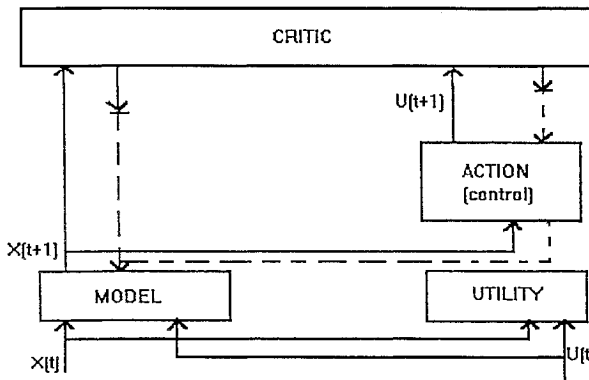 CRITIC
U[t+1]
ACTION
(control)
X[t+1]
MODEL
UTILITY
X[t]
U[t